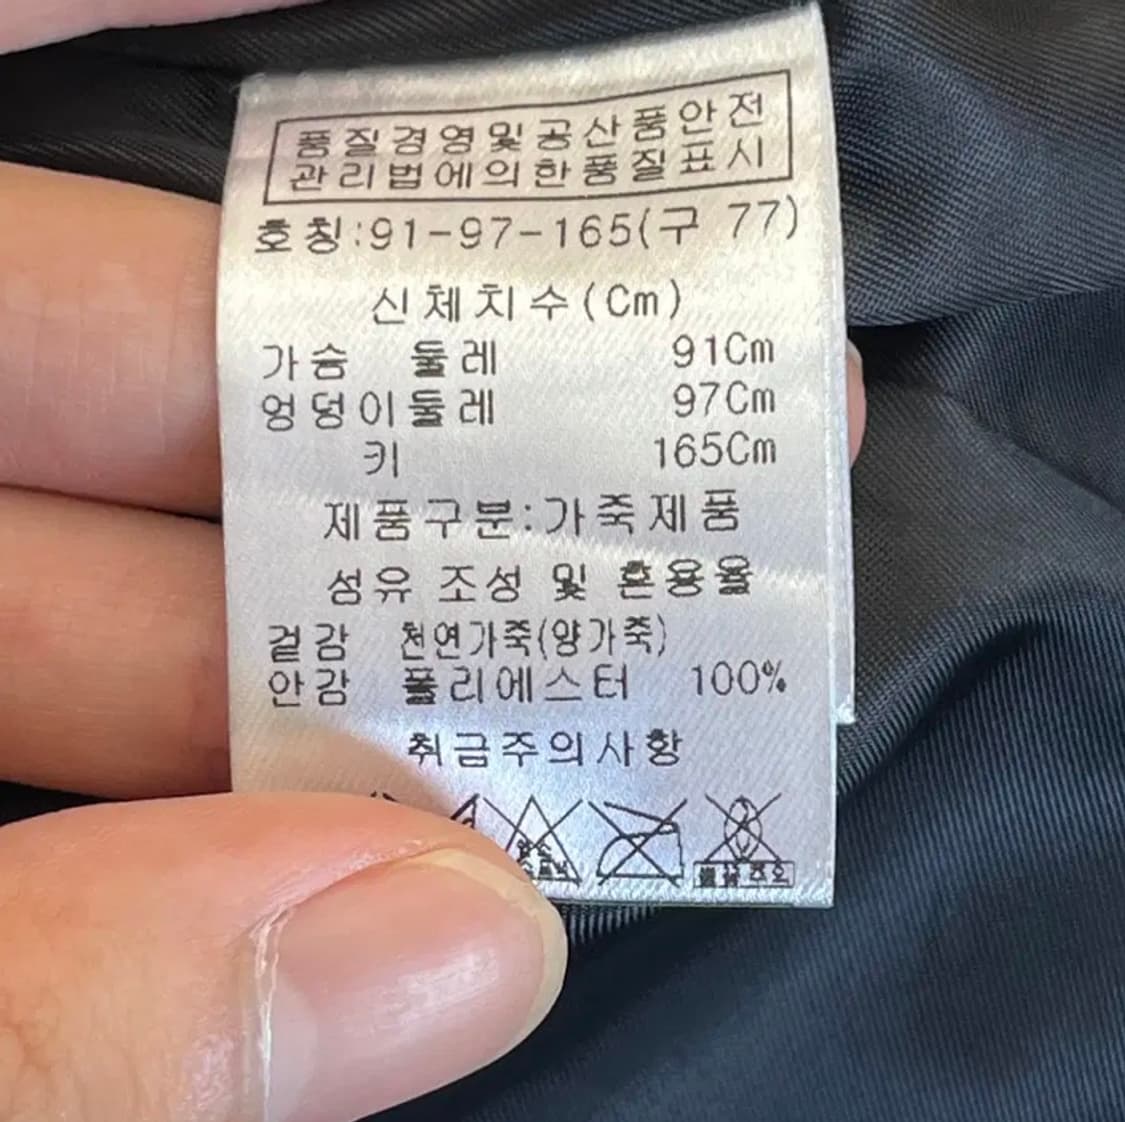 품질경영및공산품안전
관리법에의한품질표시
호칭:91-97-165(구 77)
신체치수(Cm)
가슴 둘레 91Cm
엉덩이둘레 97Cm
키 165Cm
제품구분:가죽제품
섬유 조성 및 혼용율
겉감 천연가죽(양가죽)
안감 폴리에스터 100%
취급주의사항